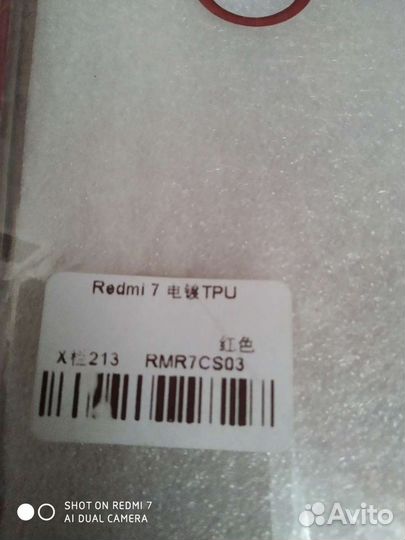 Redmi 7 电镀TPU
红色
X栏213 RMR7CS03
SHOT ON REDMI 7
AI DUAL CAMERA
Avito